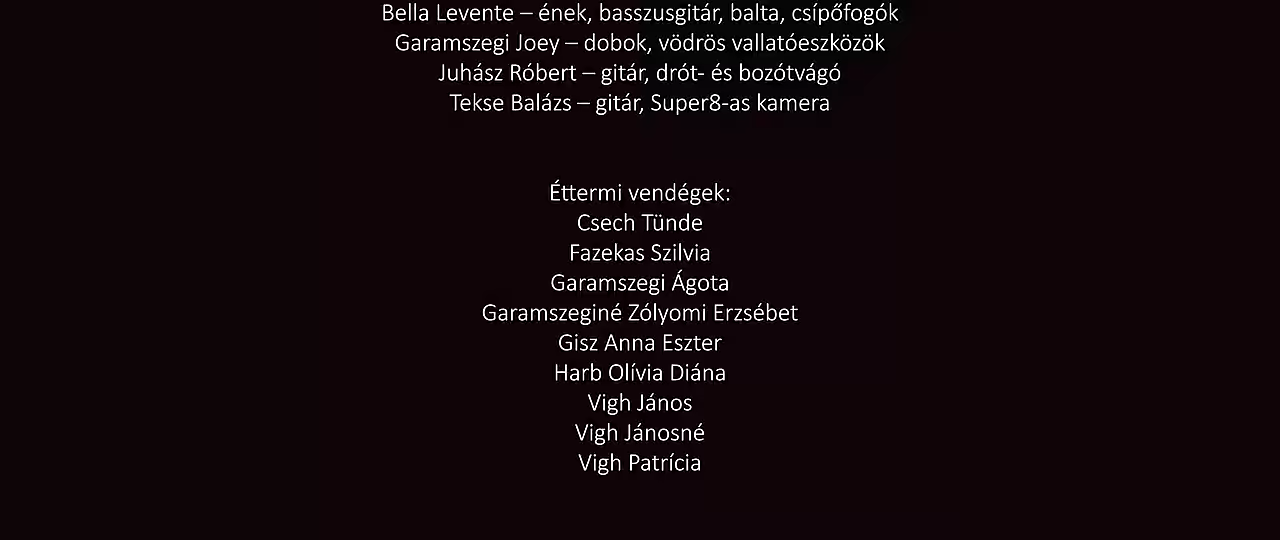 Bella Levente – ének, basszusgitár, balta, csípőfogók
Garamszegi Joey – dobok, vödrös vallatóeszközök
Juhász Róbert – gitár, drót- és bozótvágó
Tekse Balázs – gitár, Super8-as kamera
Éttermi vendégek:
Csech Tünde
Fazekas Szilvia
Garamszegi Ágota
Garamszeginé Zólyomi Erzsébet
Gisz Anna Eszter
Harb Olívia Diána
Vigh János
Vigh Jánosné
Vigh Patrícia